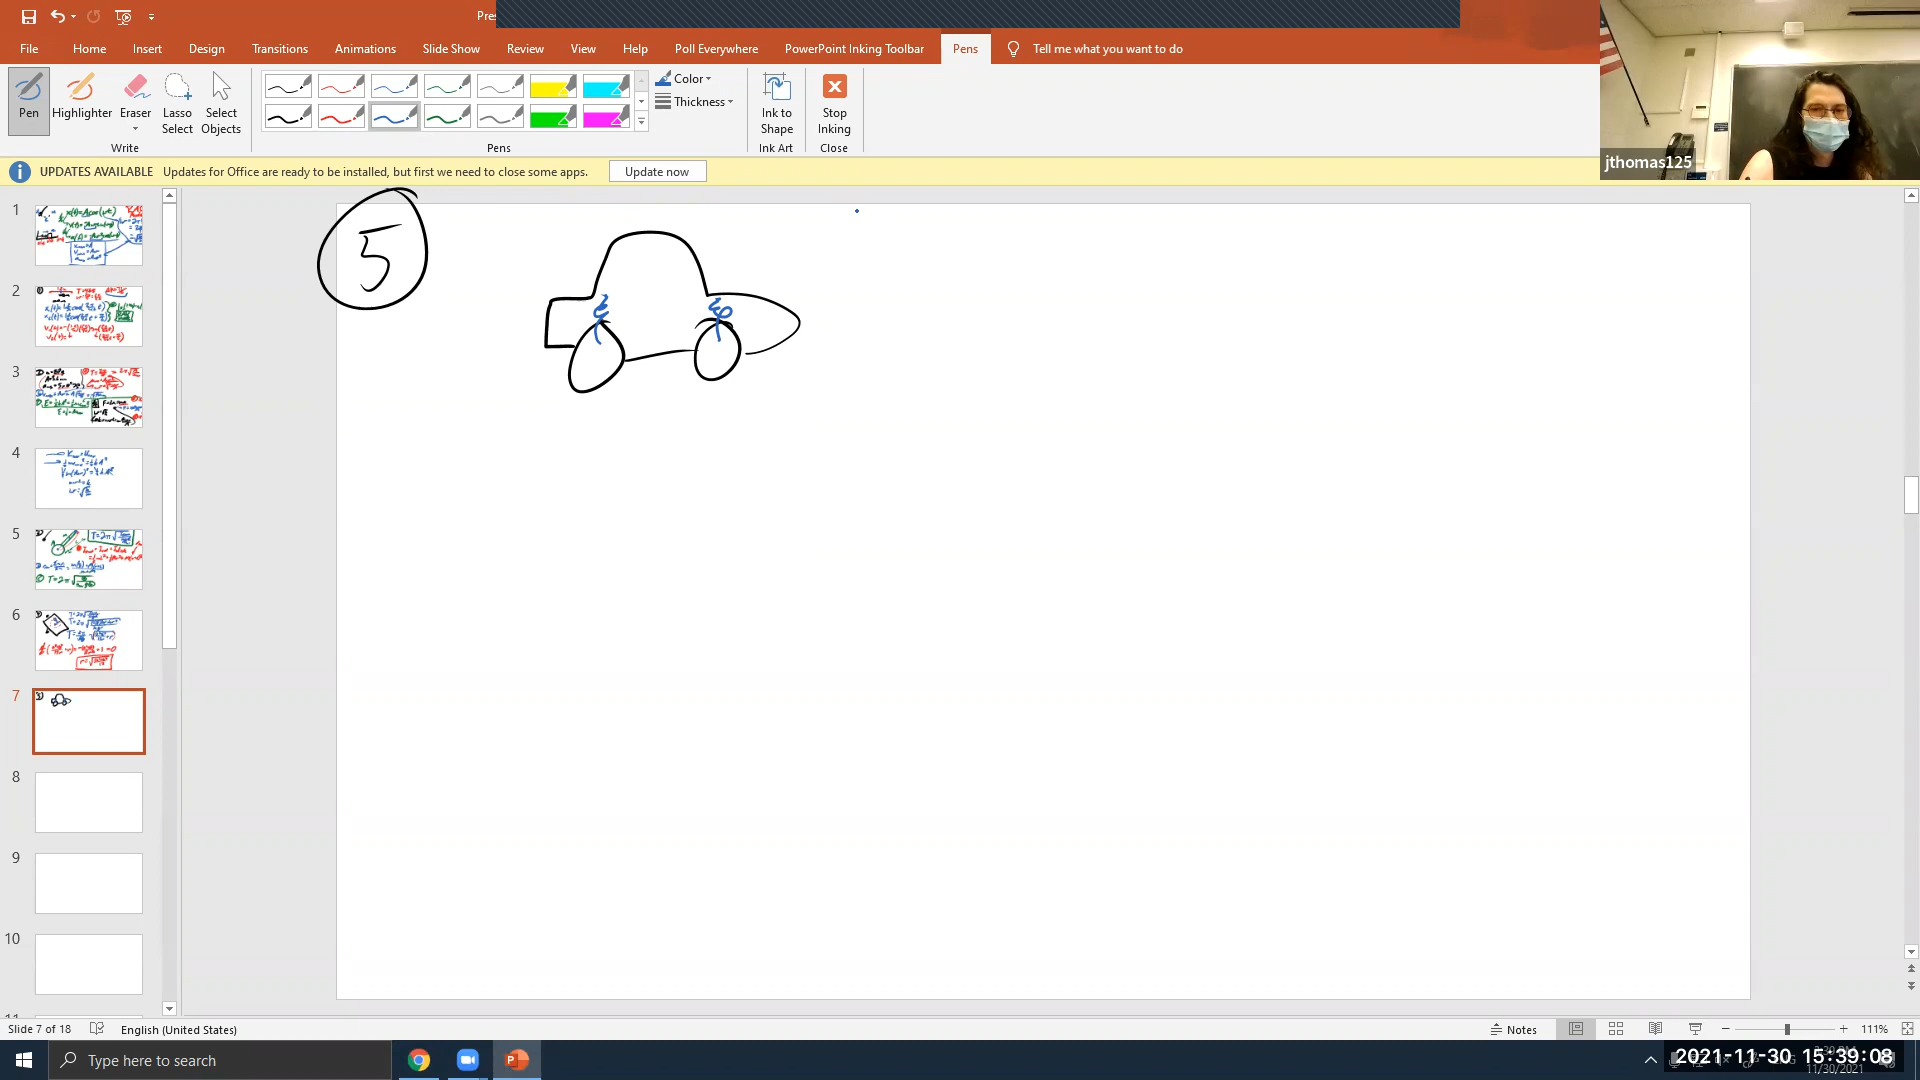 Pres
File Home Insert Design Transitions Animations Slide Show Review View Help Poll Everywhere PowerPoint Inking Toolbar Pens Tell me what you want to do
Pen Highlighter Eraser Lasso Select Select Objects
Color
Thickness
Ink to Shape
Stop Inking
Write Pens Ink Art Close
jthomas125
UPDATES AVAILABLE Updates for Office are ready to be installed, but first we need to close some apps. Update now
5
1
2
3
4
5
6
7
8
9
10
Slide 7 of 18 English (United States) Notes 111%
Type here to search
2021-11-30 15:39:08
11/30/2021